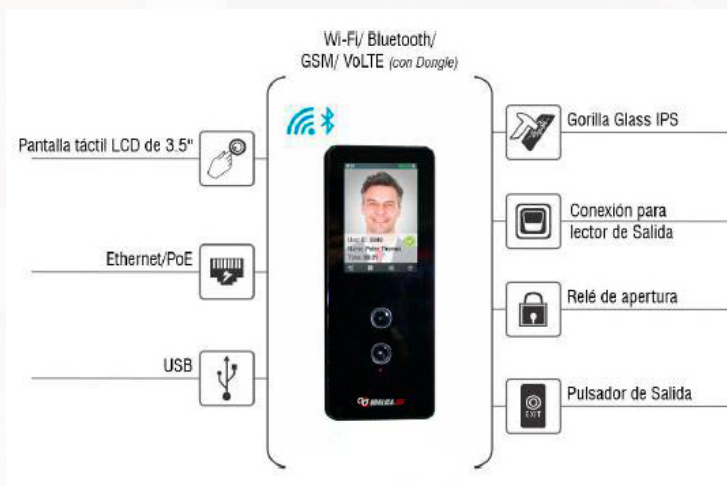 Wi-Fi/ Bluetooth/
GSM/ VoLTE (con Dongle)
Pantalla táctil LCD de 3.5"
Ethernet/PoE
USB
Gorilla Glass IPS
Conexión para
lector de Salida
Relé de apertura
EXIT
Pulsador de Salida